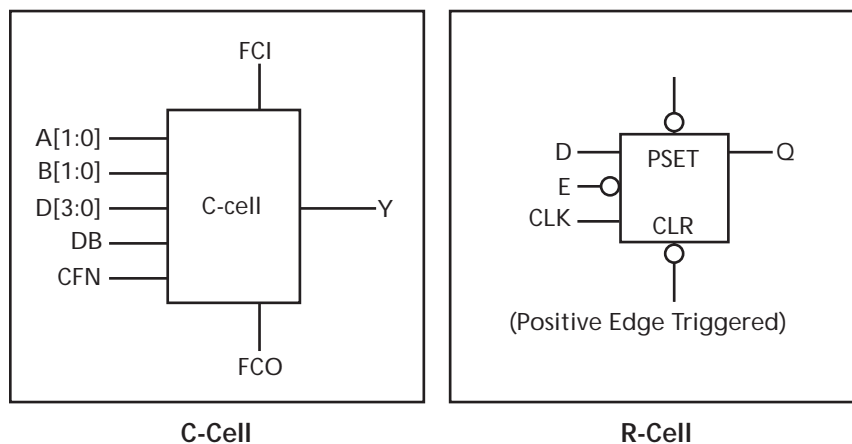 FCI
A[1:0]
B[1:0]
D[3:0]
DB
CFN
C-cell
Y
FCO
C-Cell
D
E
CLK
PSET
CLR
Q
(Positive Edge Triggered)
R-Cell